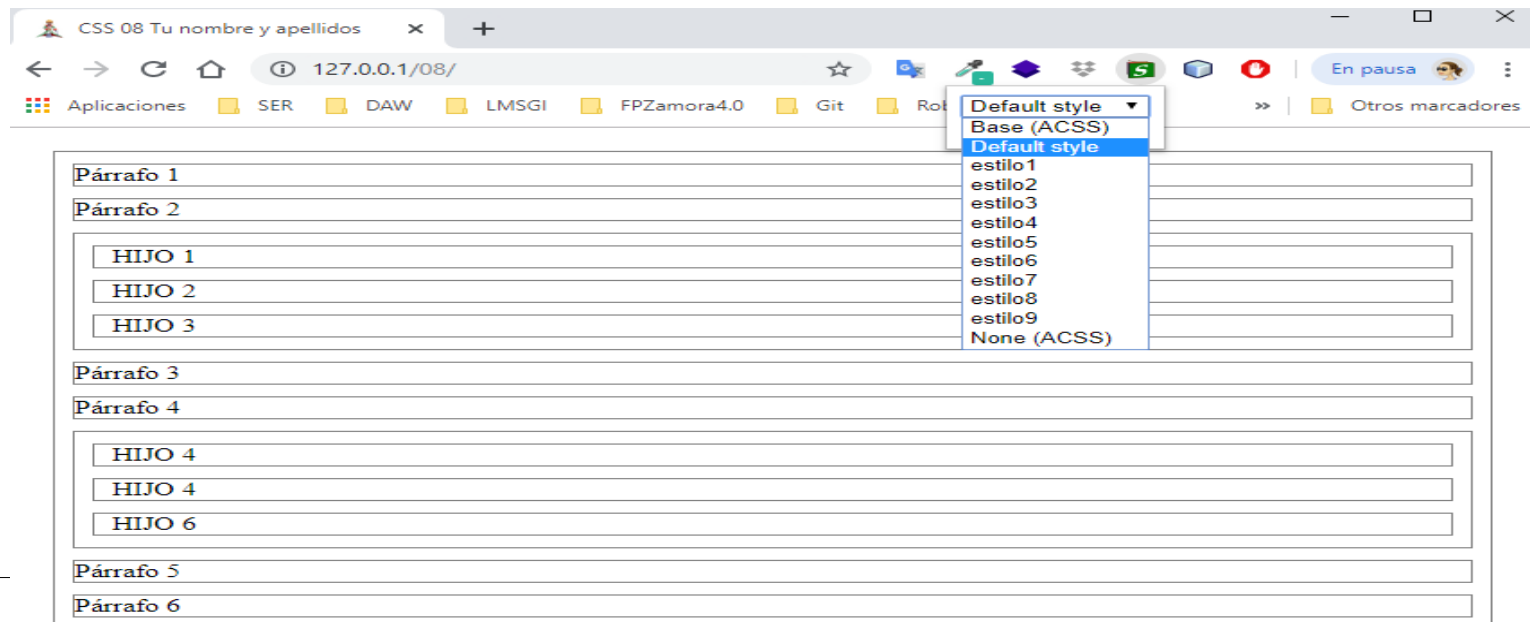 CSS 08 Tu nombre y apellidos
127.0.0.1/08/
En pausa
Aplicaciones SER DAW LMSGI FPZamora4.0 Git Rob » Otros marcadores
Default style
Base (ACSS)
Default style
estilo1
estilo2
estilo3
estilo4
estilo5
estilo6
estilo7
estilo8
estilo9
None (ACSS)
Párrafo 1
Párrafo 2
HIJO 1
HIJO 2
HIJO 3
Párrafo 3
Párrafo 4
HIJO 4
HIJO 4
HIJO 6
Párrafo 5
Párrafo 6